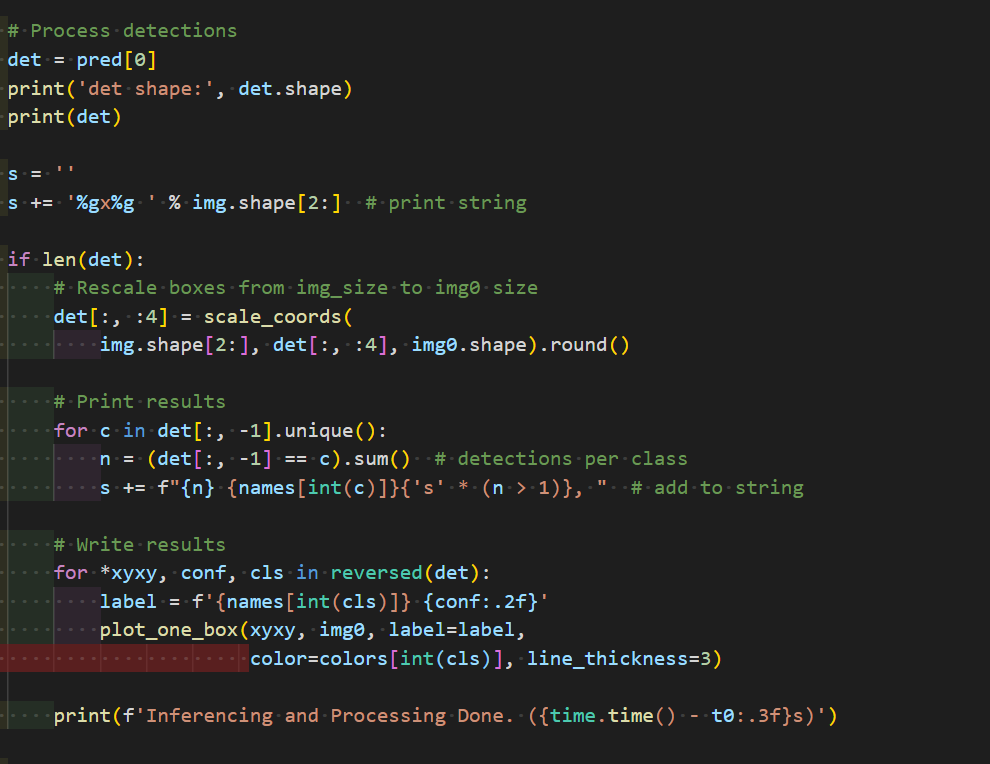 # Process detections
det = pred[0]
print('det shape:', det.shape)
print(det)

s = ''
s += '%gx%g ' % img.shape[2:]  # print string

if len(det):
    # Rescale boxes from img_size to img0 size
    det[:, :4] = scale_coords(
        img.shape[2:], det[:, :4], img0.shape).round()

    # Print results
    for c in det[:, -1].unique():
        n = (det[:, -1] == c).sum()  # detections per class
        s += f"{n} {names[int(c)]}{'s' * (n > 1)}, "  # add to string

    # Write results
    for *xyxy, conf, cls in reversed(det):
        label = f'{names[int(cls)]} {conf:.2f}'
        plot_one_box(xyxy, img0, label=label,
                     color=colors[int(cls)], line_thickness=3)

    print(f'Inferencing and Processing Done. ({time.time() - t0:.3f}s)')